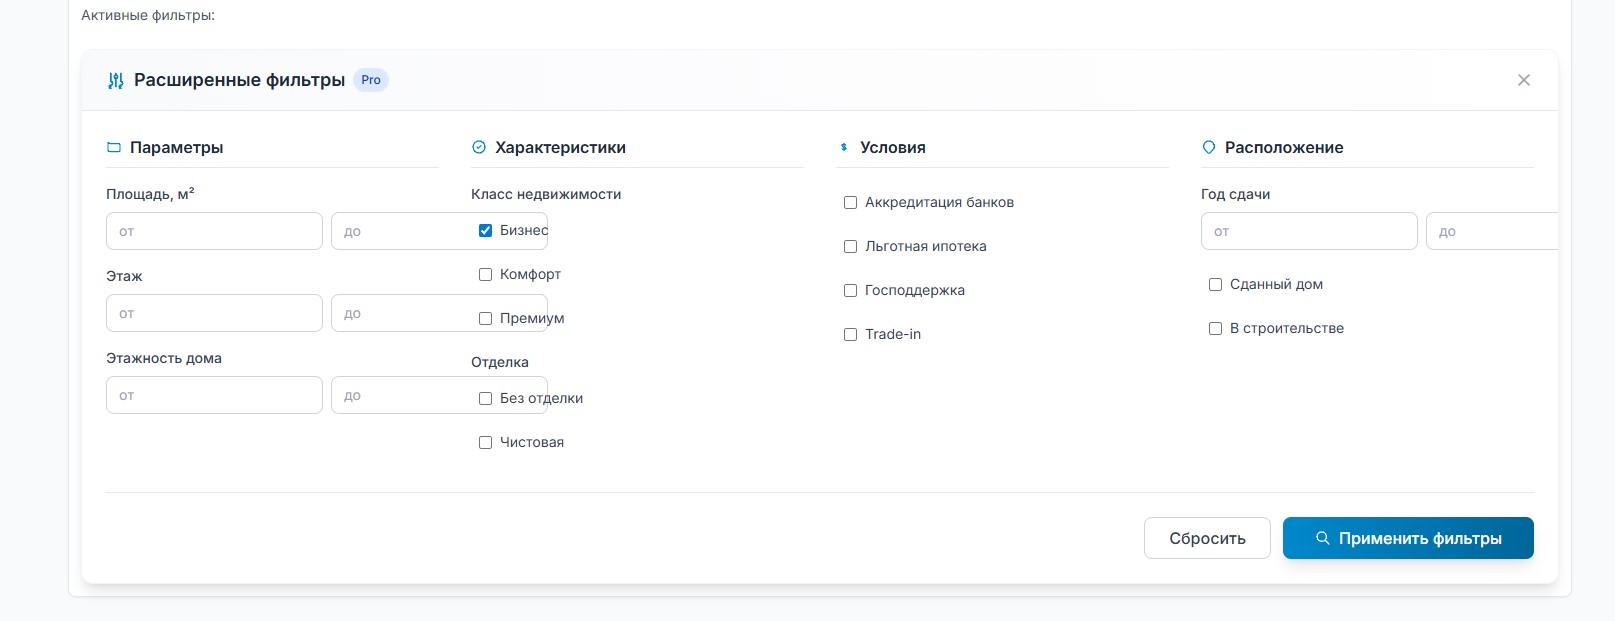 Активные фильтры:
Расширенные фильтры Pro
Параметры
Площадь, м²
от до
Этаж
от до
Этажность дома
от до
Характеристики
Класс недвижимости
Бизнес
Комфорт
Премиум
Отделка
Без отделки
Чистовая
Условия
Аккредитация банков
Льготная ипотека
Господдержка
Trade-in
Расположение
Год сдачи
от до
Сданный дом
В строительстве
Сбросить
Применить фильтры